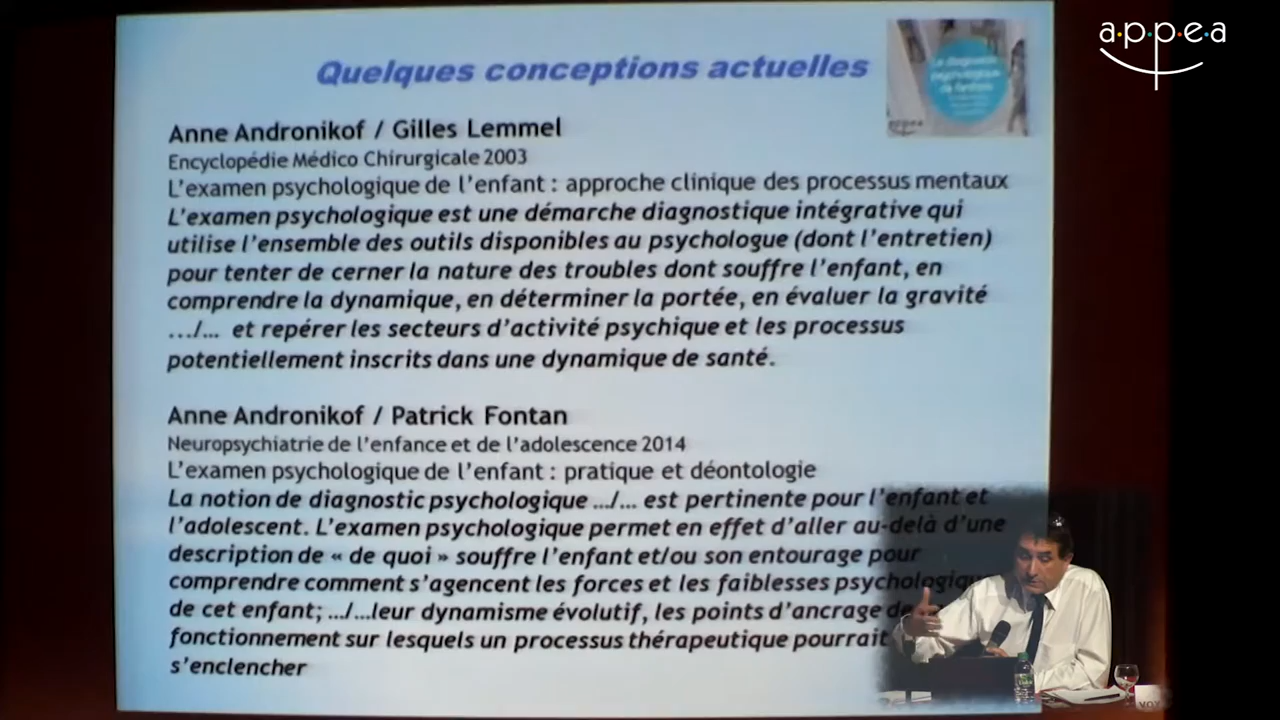 a.p.p.e.a
Quelques conceptions actuelles
Le diagnostic
psychologique
de l'enfant
appea
Anne Andronikof / Gilles Lemmel
Encyclopédie Médico Chirurgicale 2003
L'examen psychologique de l'enfant : approche clinique des processus mentaux
L'examen psychologique est une démarche diagnostique intégrative qui
utilise l'ensemble des outils disponibles au psychologue (dont l'entretien)
pour tenter de cerner la nature des troubles dont souffre l'enfant, en
comprendre la dynamique, en déterminer la portée, en évaluer la gravité
.../... et repérer les secteurs d'activité psychique et les processus
potentiellement inscrits dans une dynamique de santé.
Anne Andronikof / Patrick Fontan
Neuropsychiatrie de l'enfance et de l'adolescence 2014
L'examen psychologique de l'enfant : pratique et déontologie
La notion de diagnostic psychologique .../... est pertinente pour l'enfant et
l'adolescent. L'examen psychologique permet en effet d'aller au-delà d'une
description de « de quoi » souffre l'enfant et/ou son entourage pour
comprendre comment s'agencent les forces et les faiblesses psychologiqu
de cet enfant; .../...leur dynamisme évolutif, les points d'ancrage de
fonctionnement sur lesquels un processus thérapeutique pourrait
s'enclencher